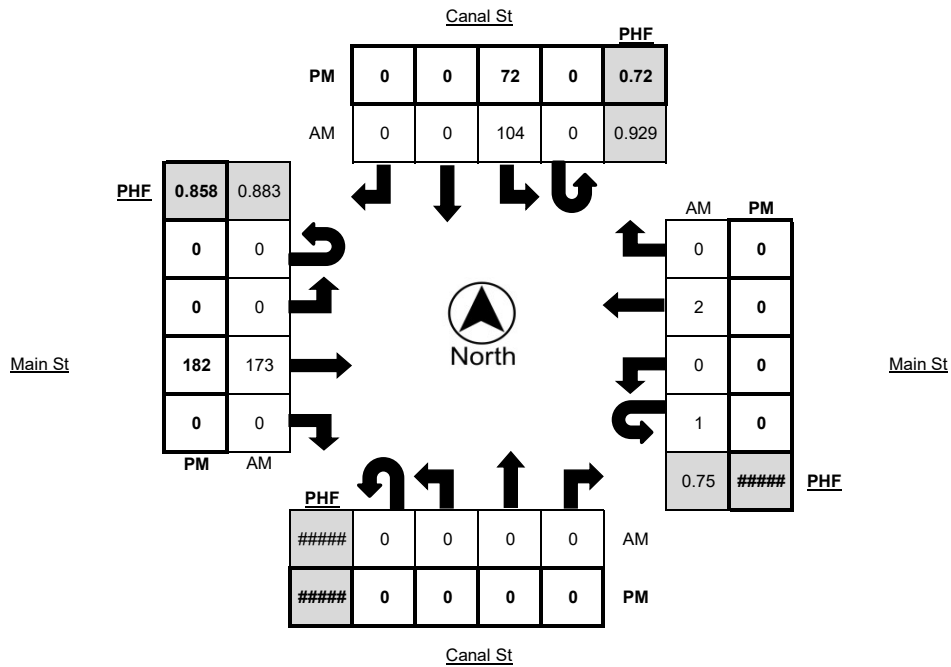 Canal St
PHF
PM 0 0 72 0 0.72
AM 0 0 104 0 0.929
PHF 0.858 0.883
AM PM
0 0
0 0
0 0
2 0
North
Main St 182 173 0 0 Main St
0 0
1 0
PM AM
0.75 ##### PHF
PHF
##### 0 0 0 0 AM
##### 0 0 0 0 PM
Canal St